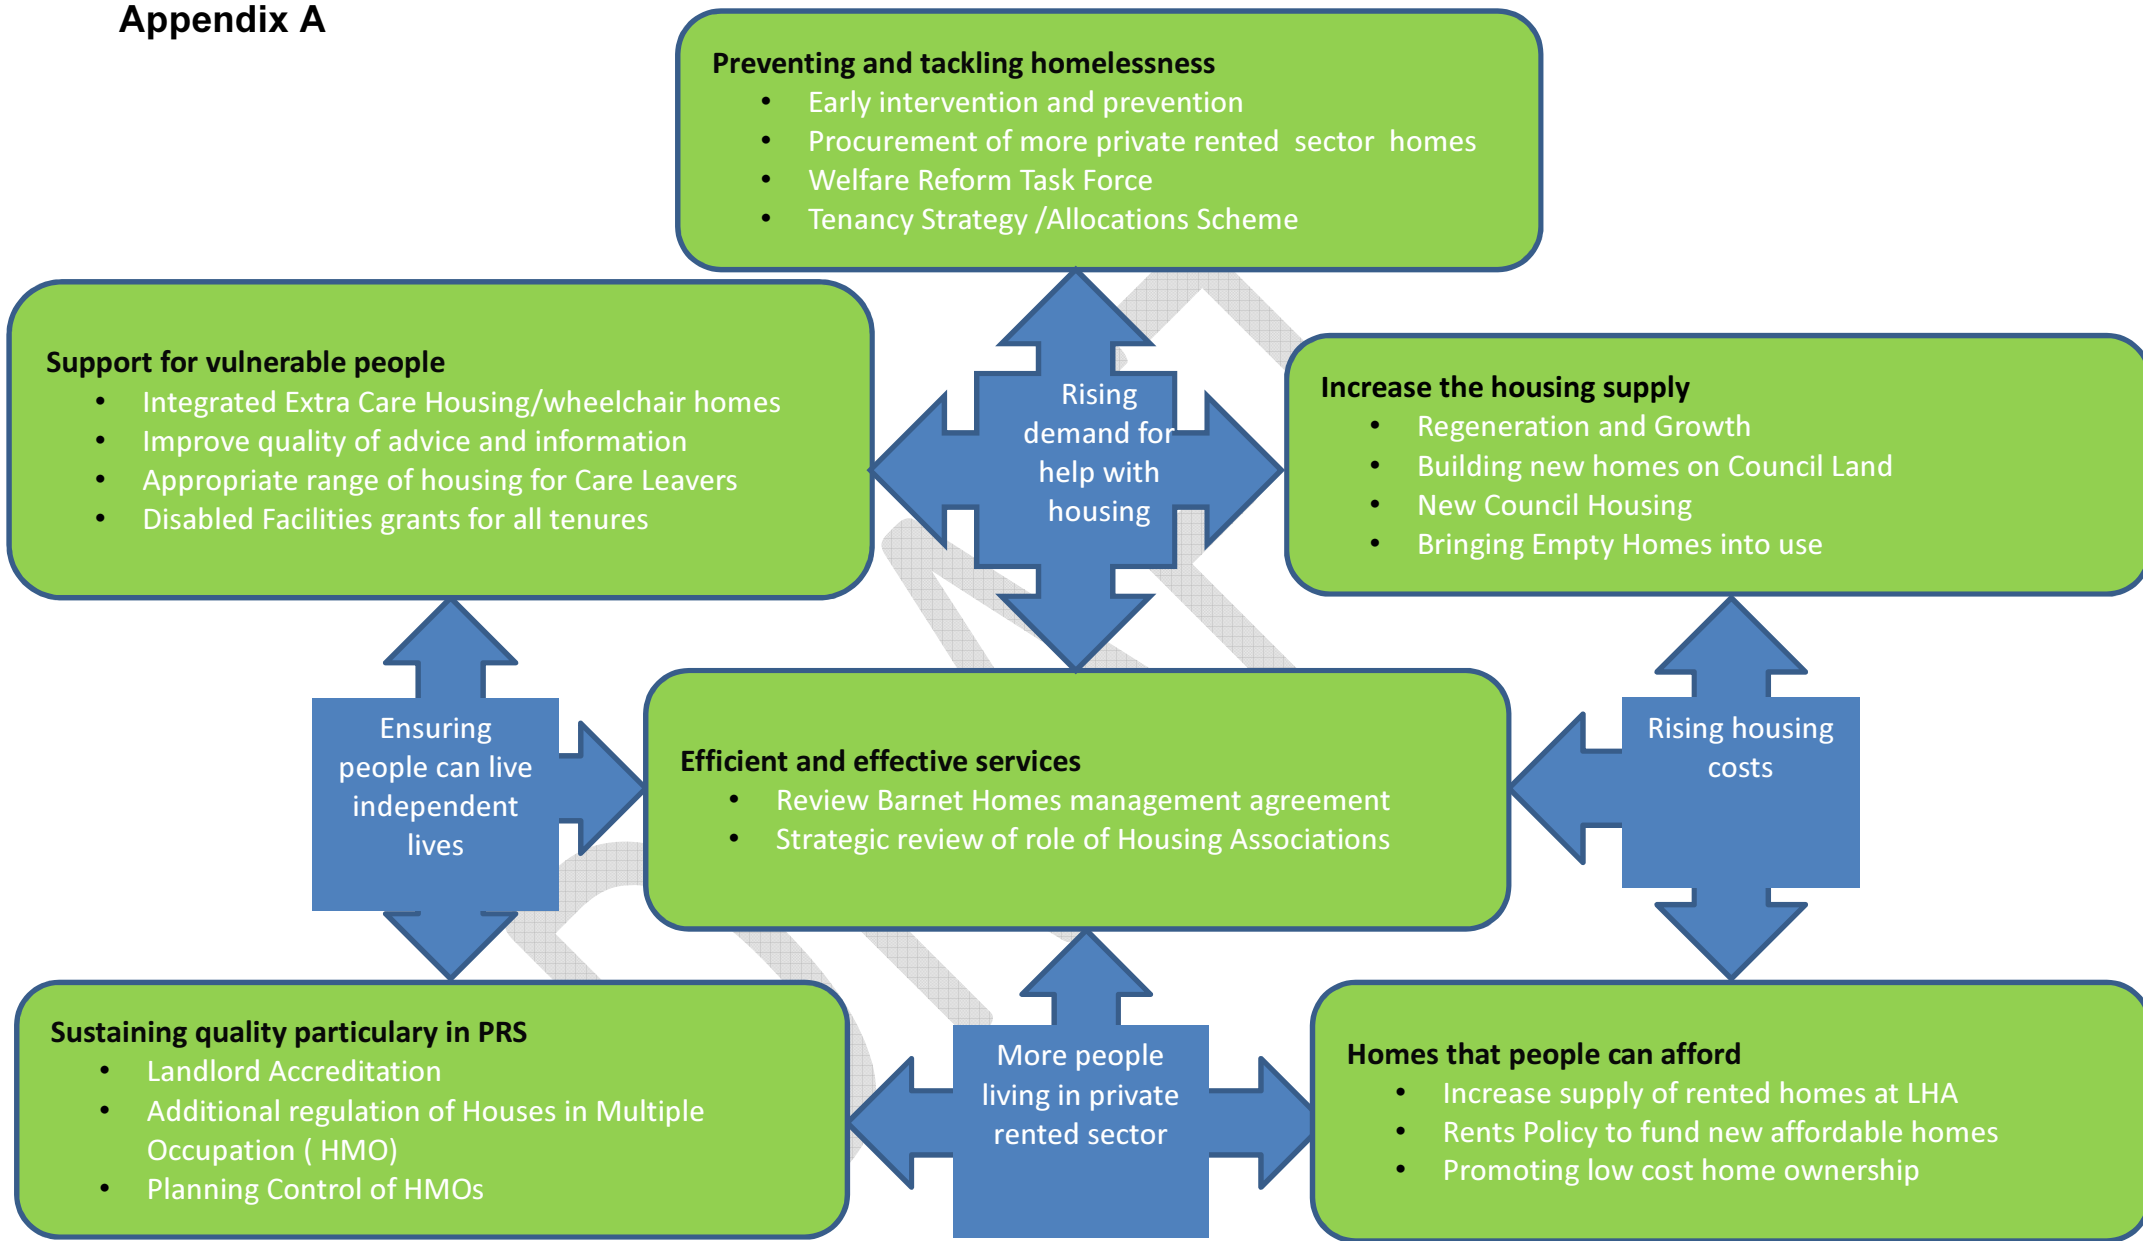 Appendix A
Preventing and tackling homelessness
• Early intervention and prevention
• Procurement of more private rented sector homes
• Welfare Reform Task Force
• Tenancy Strategy /Allocations Scheme
Support for vulnerable people
• Integrated Extra Care Housing/wheelchair homes
• Improve quality of advice and information
• Appropriate range of housing for Care Leavers
• Disabled Facilities grants for all tenures
Rising
demand for
help with
housing
Increase the housing supply
• Regeneration and Growth
• Building new homes on Council Land
• New Council Housing
• Bringing Empty Homes into use
Ensuring
people can live
independent
lives
Efficient and effective services
• Review Barnet Homes management agreement
• Strategic review of role of Housing Associations
Rising housing
costs
Sustaining quality particulary in PRS
• Landlord Accreditation
• Additional regulation of Houses in Multiple
Occupation ( HMO)
• Planning Control of HMOs
More people
living in private
rented sector
Homes that people can afford
• Increase supply of rented homes at LHA
• Rents Policy to fund new affordable homes
• Promoting low cost home ownership